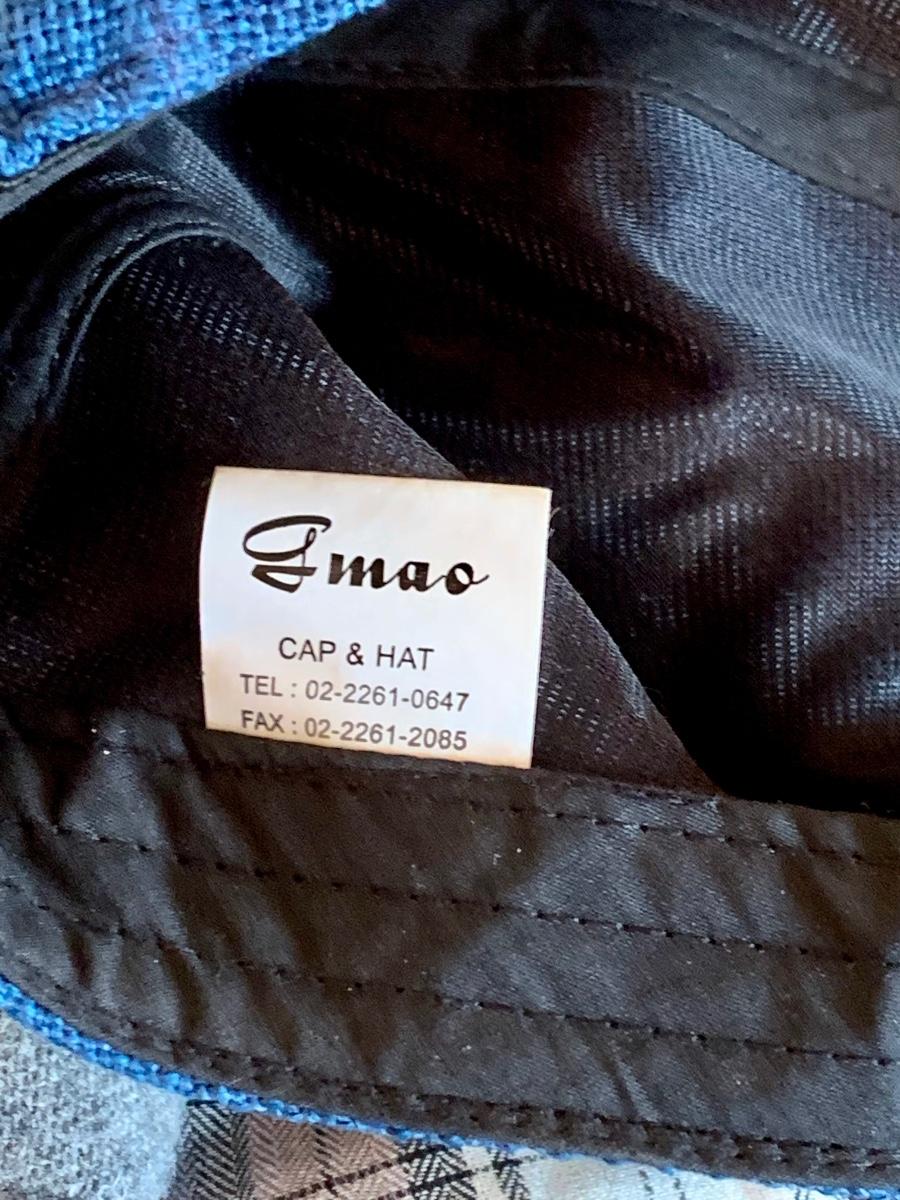 Gmao
CAP & HAT
TEL : 02-2261-0647
FAX : 02-2261-2085